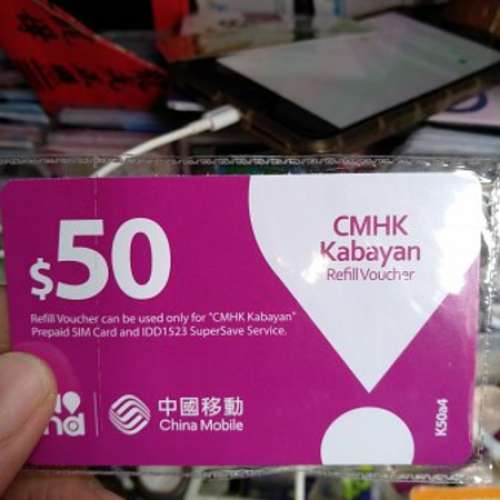 $50
CMHK
Kabayan
Refill Voucher
Refill Voucher can be used only for "CMHK Kabayan"
Prepaid SIM Card and IDD1523 SuperSave Service.
中國移動
China Mobile
K50a4